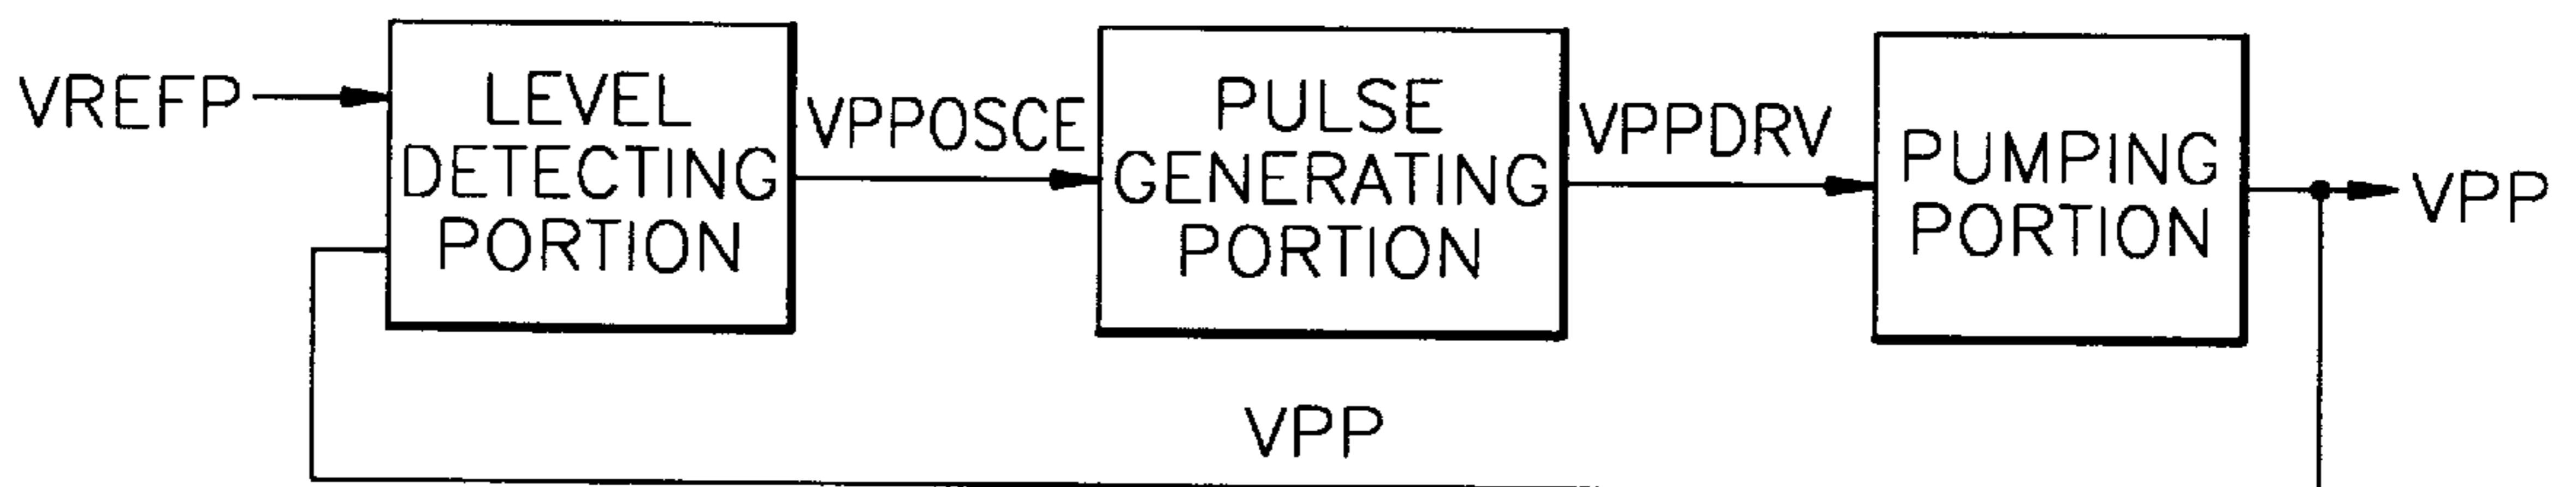 VREFP
LEVEL
DETECTING
PORTION
VPPOSCE
PULSE
GENERATING
PORTION
VPPDRV
PUMPING
PORTION
VPP
VPP